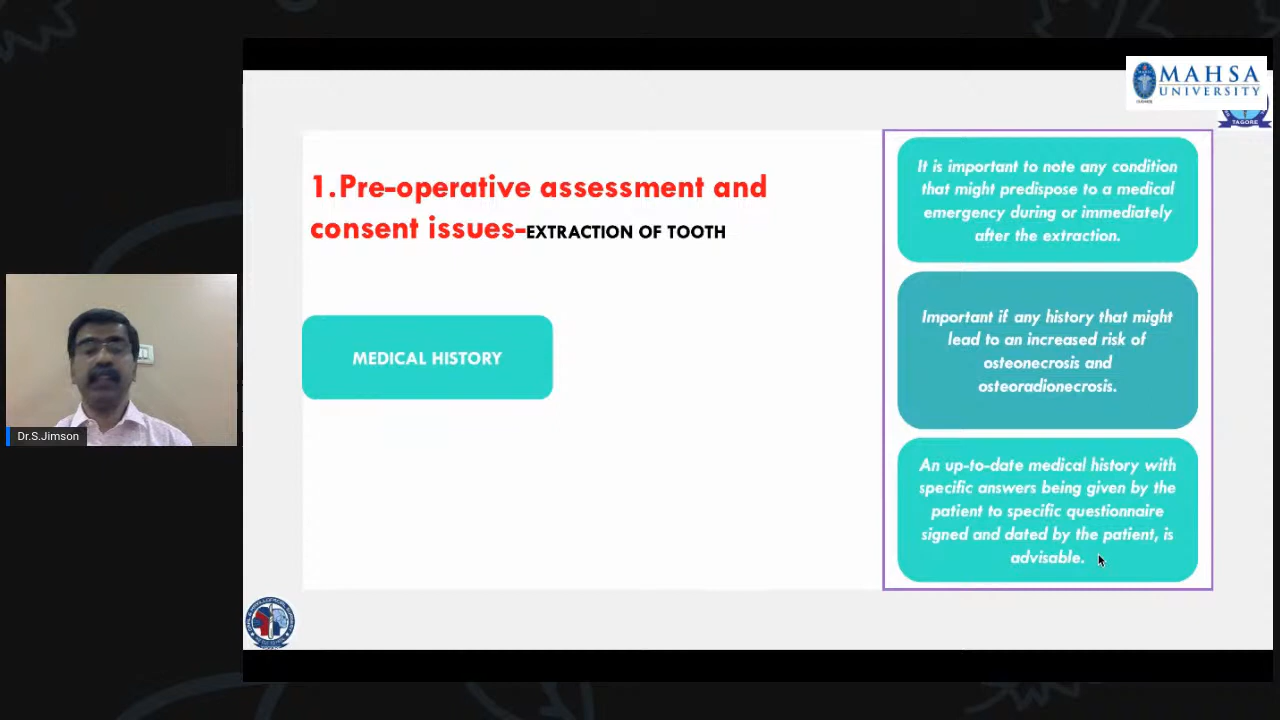 MAHSA
UNIVERSITY
TAGORE
1.Pre-operative assessment and
consent issues-EXTRACTION OF TOOTH
MEDICAL HISTORY
It is important to note any condition
that might predispose to a medical
emergency during or immediately
after the extraction.
Important if any history that might
lead to an increased risk of
osteonecrosis and
osteoradionecrosis.
An up-to-date medical history with
specific answers being given by the
patient to specific questionnaire
signed and dated by the patient, is
advisable.
Dr.S.Jimson